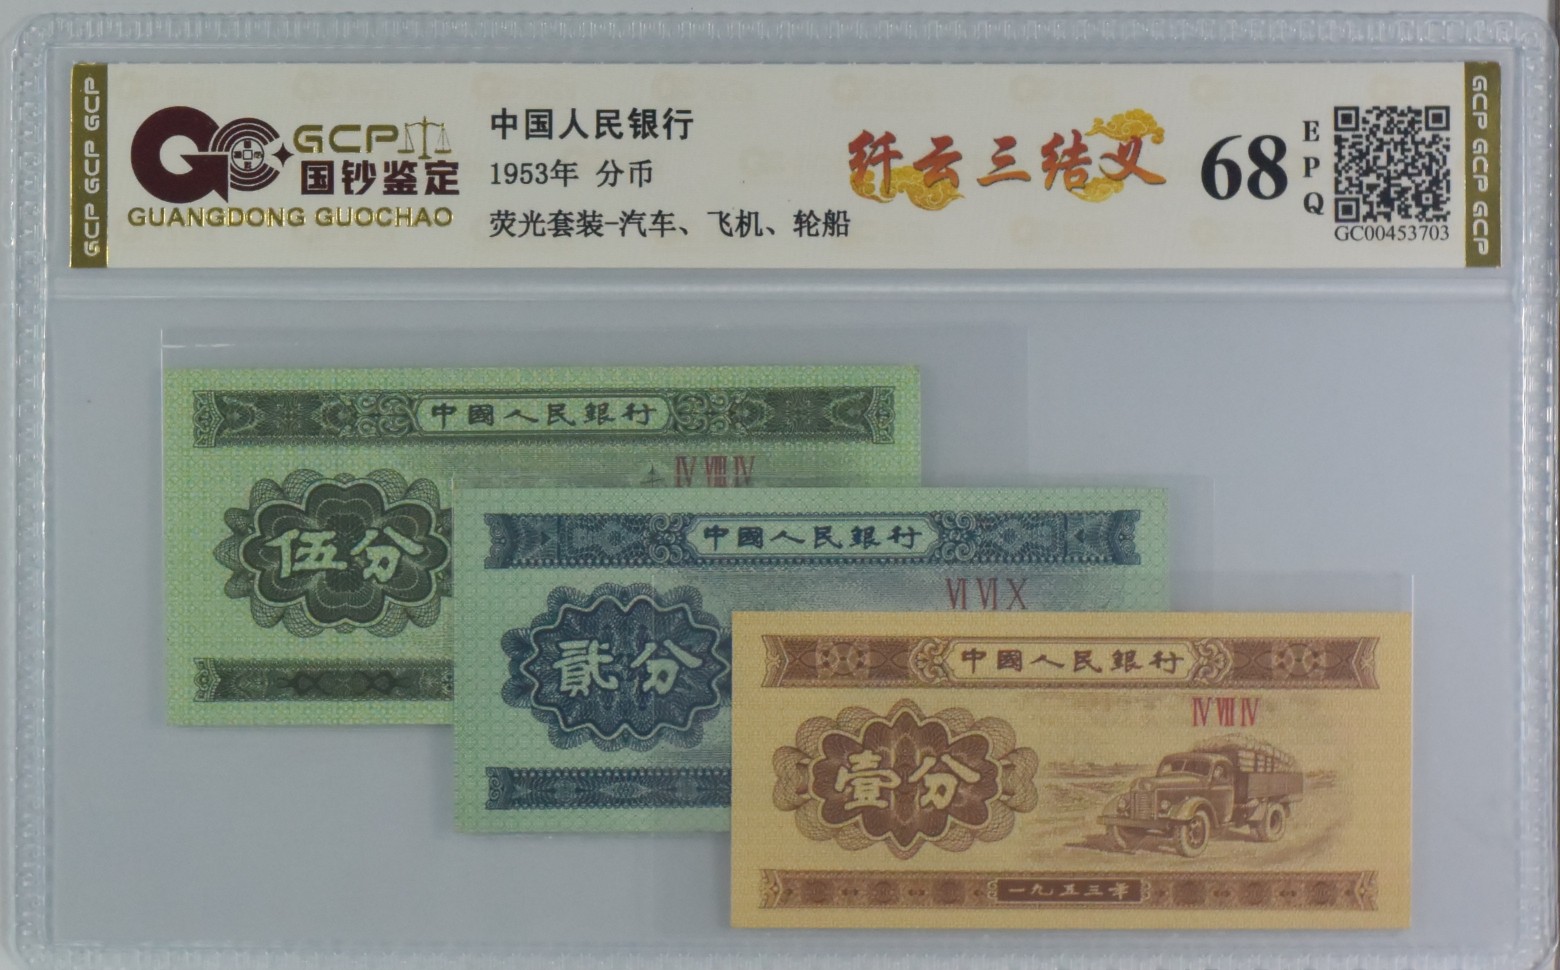 GCP GCP GCP
GCP
国钞鉴定
GUANGDONG GUOCHAO
中国人民银行
1953年 分币
荧光套装-汽车、飞机、轮船
纤云三结义
68
EPQ
GC00453703
GCP GCP GCP
中國人民銀行
IV VIII IV
伍分
中國人民銀行
VI VI X
貳分
中國人民銀行
IV VIII IV
壹分
一九五三年